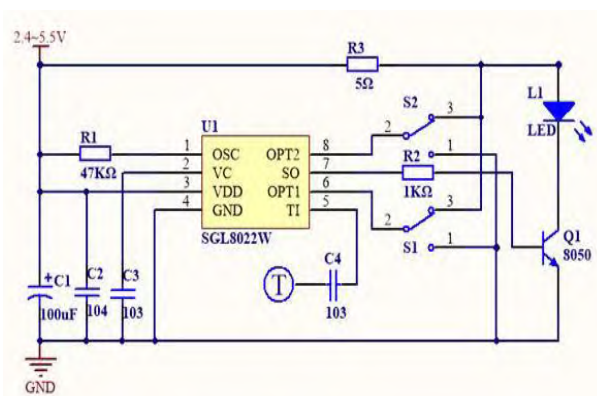 2.4~5.5V
R3
5Ω
L1
LED
S2
3
2
1
U1
R1
47KΩ
1 OSC OPT2 8
2 VC SO 7
3 VDD OPT1 6
4 GND TI 5
SGL8022W
R2
1KΩ
3
2
1
S1
Q1
8050
+C1
100uF
C2
104
C3
103
C4
103
T
GND